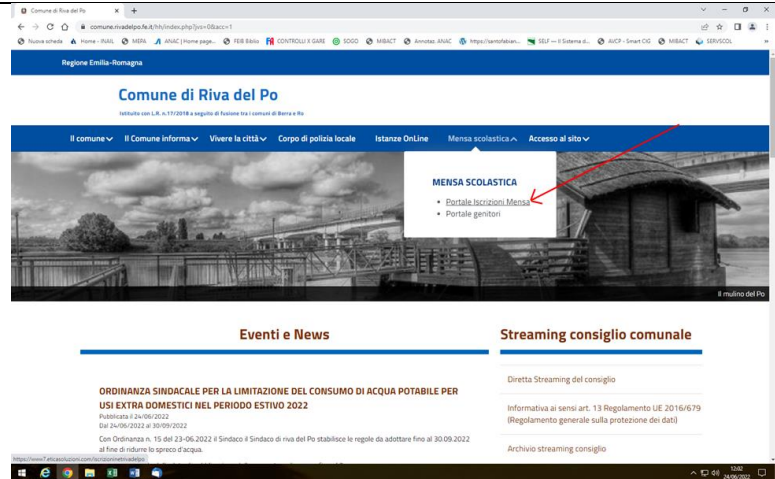 Comune di Riva del Po
comune.rivadelpo.fe.it/hh/index.php?jvs=0&acc=1
Nuova scheda Home - INAIL MEPA ANAC | Home page... FEIB Biblio CONTROLLI X GARE SOGO MIBACT Annotaz. ANAC https://santofabian... SELF — Il Sistema d... AVCP - Smart CIG MIBACT SERVSCOL »
Regione Emilia-Romagna
Comune di Riva del Po
Istituito con L.R. n.17/2018 a seguito di fusione tra i comuni di Berra e Ro
Il comune Il Comune informa Vivere la città Corpo di polizia locale Istanze OnLine Mensa scolastica Accesso al sito
MENSA SCOLASTICA
Portale Iscrizioni Mensa
Portale genitori
Il mulino del Po
Eventi e News
Streaming consiglio comunale
ORDINANZA SINDACALE PER LA LIMITAZIONE DEL CONSUMO DI ACQUA POTABILE PER
USI EXTRA DOMESTICI NEL PERIODO ESTIVO 2022
Pubblicata il 24/06/2022
Dal 24/06/2022 al 30/09/2022
Con Ordinanza n. 15 del 23-06.2022 il Sindaco il Sindaco di riva del Po stabilisce le regole da adottare fino al 30.09.2022
al fine di ridurre lo spreco d'acqua.
Diretta Streaming del consiglio
Informativa ai sensi art. 13 Regolamento UE 2016/679
(Regolamento generale sulla protezione dei dati)
Archivio streaming consiglio
https://www7.eticasoluzioni.com/iscrizioninetrivadelpo
12:02
24/06/2022